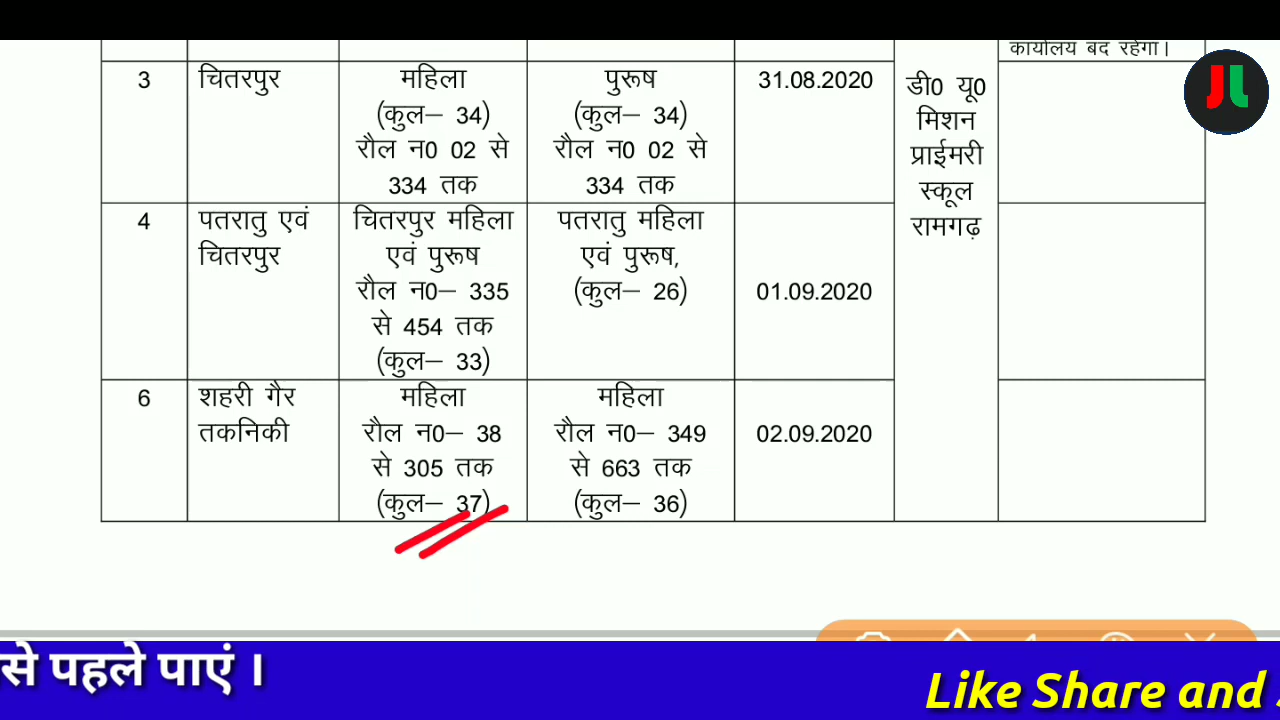 कार्यालय बंद रहेगा।
3
चितरपुर
महिला
(कुल– 34)
रौल न0 02 से
334 तक
पुरूष
(कुल– 34)
रौल न0 02 से
334 तक
31.08.2020
डी0 यू0
मिशन
प्राईमरी
स्कूल
रामगढ़
4
पतरातु एवं
चितरपुर
चितरपुर महिला
एवं पुरूष
रौल न0– 335
से 454 तक
(कुल– 33)
पतरातु महिला
एवं पुरूष,
(कुल– 26)
01.09.2020
6
शहरी गैर
तकनिकी
महिला
रौल न0– 38
से 305 तक
(कुल– 37)
महिला
रौल न0– 349
से 663 तक
(कुल– 36)
02.09.2020
से पहले पाएं ।
Like Share and